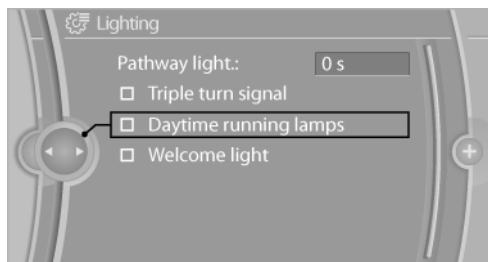 Lighting
Pathway light.: 0 s
Triple turn signal
Daytime running lamps
Welcome light